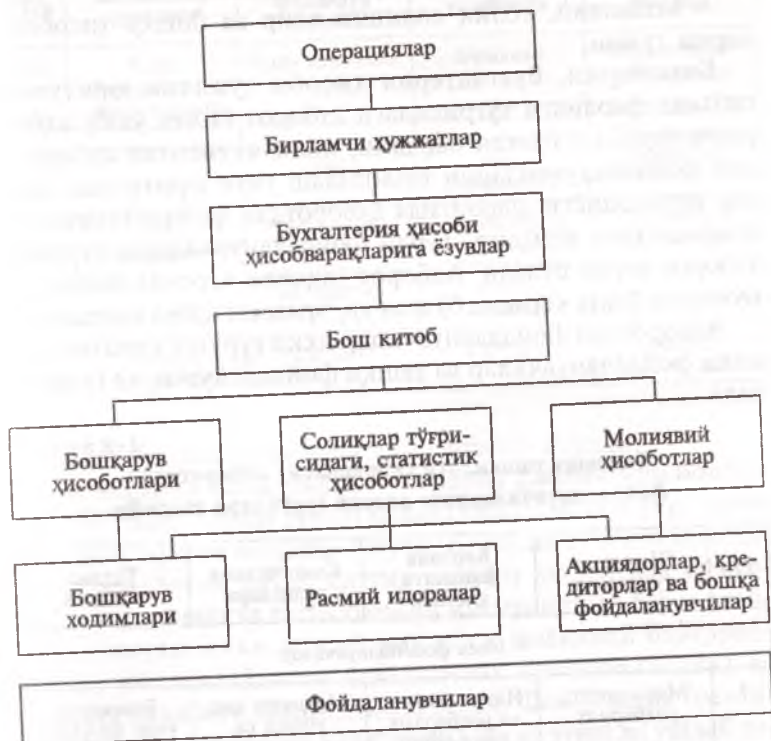 Операциялар
Бирламчи ҳужжатлар
Бухгалтерия ҳисоби
ҳисобварақларига ёзувлар
Бош китоб
Бошқарув
ҳисоботлари
Солиқлар тўғри-
сидаги, статистик
ҳисоботлар
Молиявий
ҳисоботлар
Бошқарув
ходимлари
Расмий идоралар
Акциядорлар, кре-
диторлар ва бошқа
фойдаланувчилар
Фойдаланувчилар